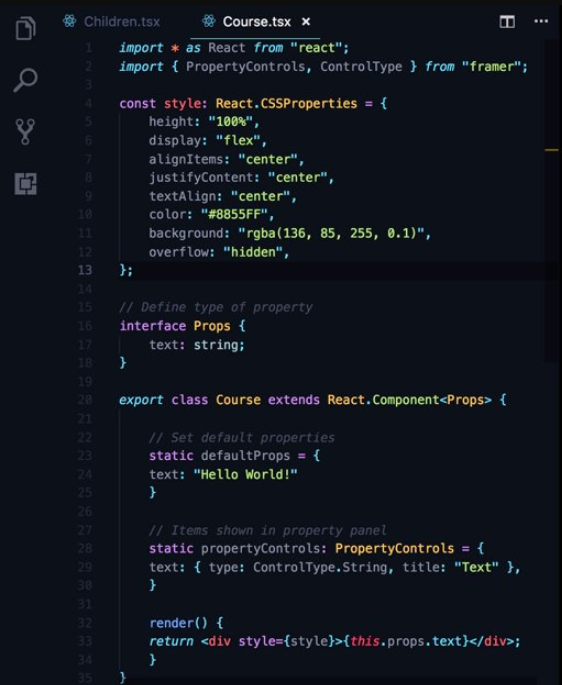 Children.tsx Course.tsx ×
1 import * as React from "react";
2 import { PropertyControls, ControlType } from "framer";
3
4 const style: React.CSSProperties = {
5 height: "100%",
6 display: "flex",
7 alignItems: "center",
8 justifyContent: "center",
9 textAlign: "center",
10 color: "#8855FF",
11 background: "rgba(136, 85, 255, 0.1)",
12 overflow: "hidden",
13 };
14
15 // Define type of property
16 interface Props {
17 text: string;
18 }
19
20 export class Course extends React.Component<Props> {
21
22 // Set default properties
23 static defaultProps = {
24 text: "Hello World!"
25 }
26
27 // Items shown in property panel
28 static propertyControls: PropertyControls = {
29 text: { type: ControlType.String, title: "Text" },
30 }
31
32 render() {
33 return <div style={style}>{this.props.text}</div>;
34 }
35 }